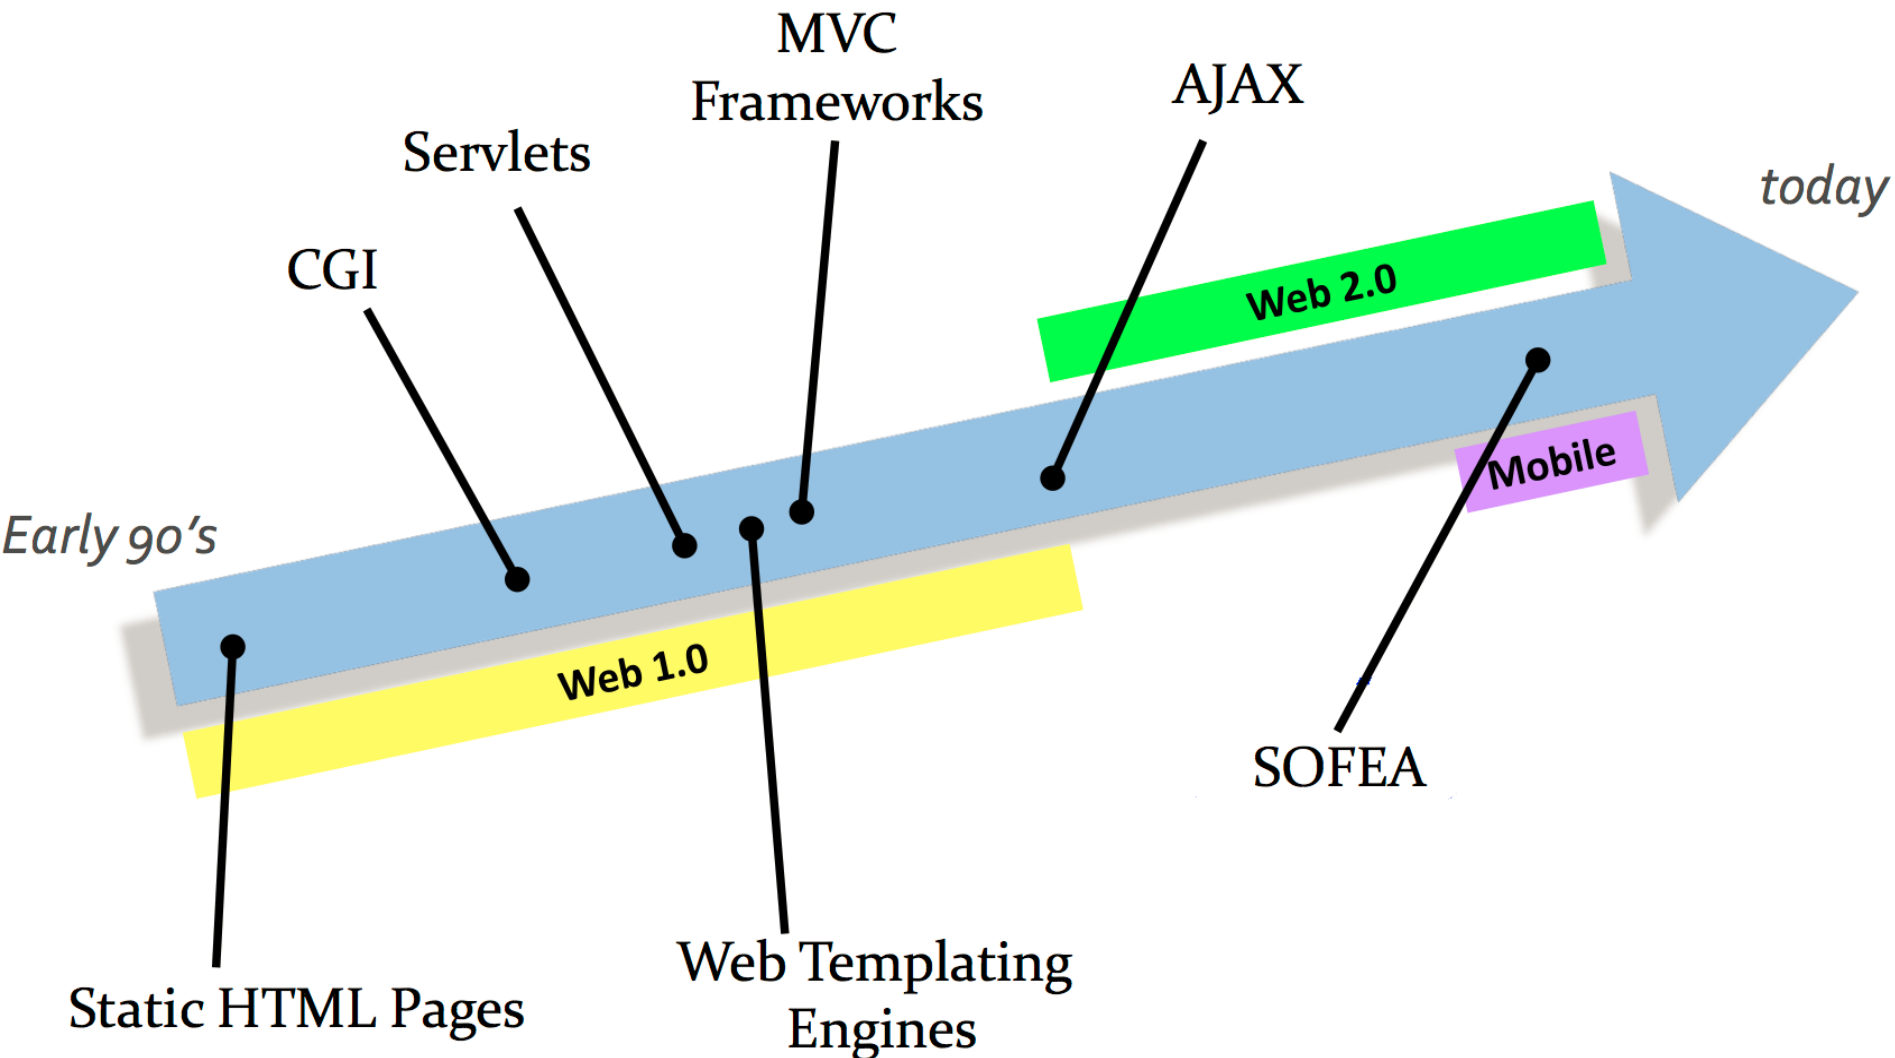 MVC
Frameworks
AJAX
Servlets
today
CGI
Web 2.0
Mobile
Early 90's
Web 1.0
SOFEA
Web Templating
Engines
Static HTML Pages